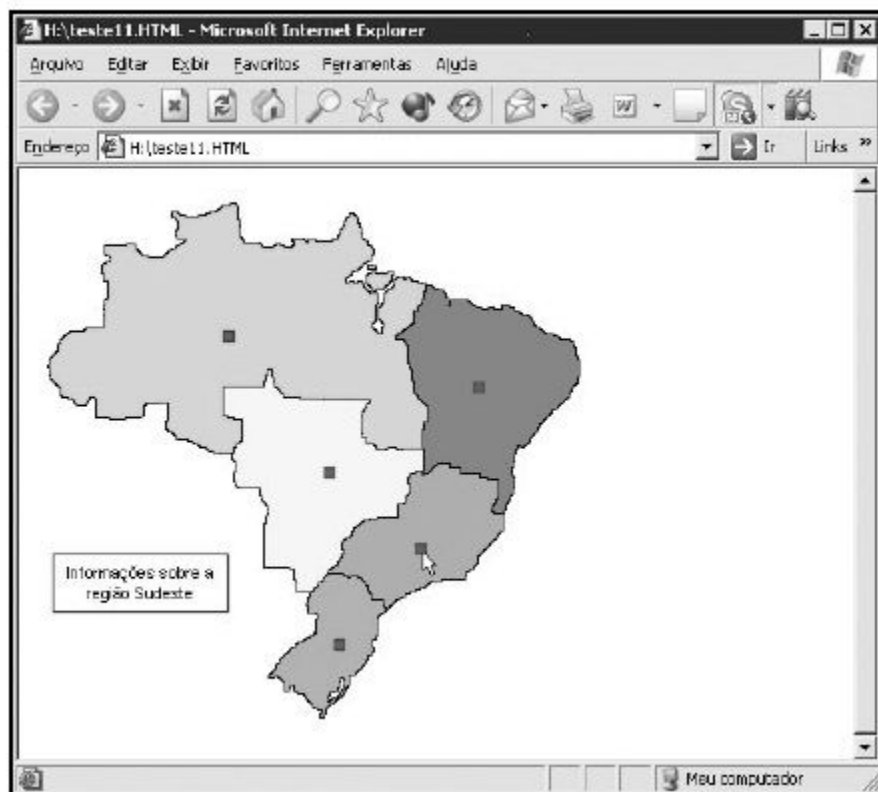 H:\teste11.HTML - Microsoft Internet Explorer
Arquivo Editar Exibir Favoritos Ferramentas Ajuda
Endereço H:\teste11.HTML Ir Links »
Informações sobre a
região Sudeste
Meu computador